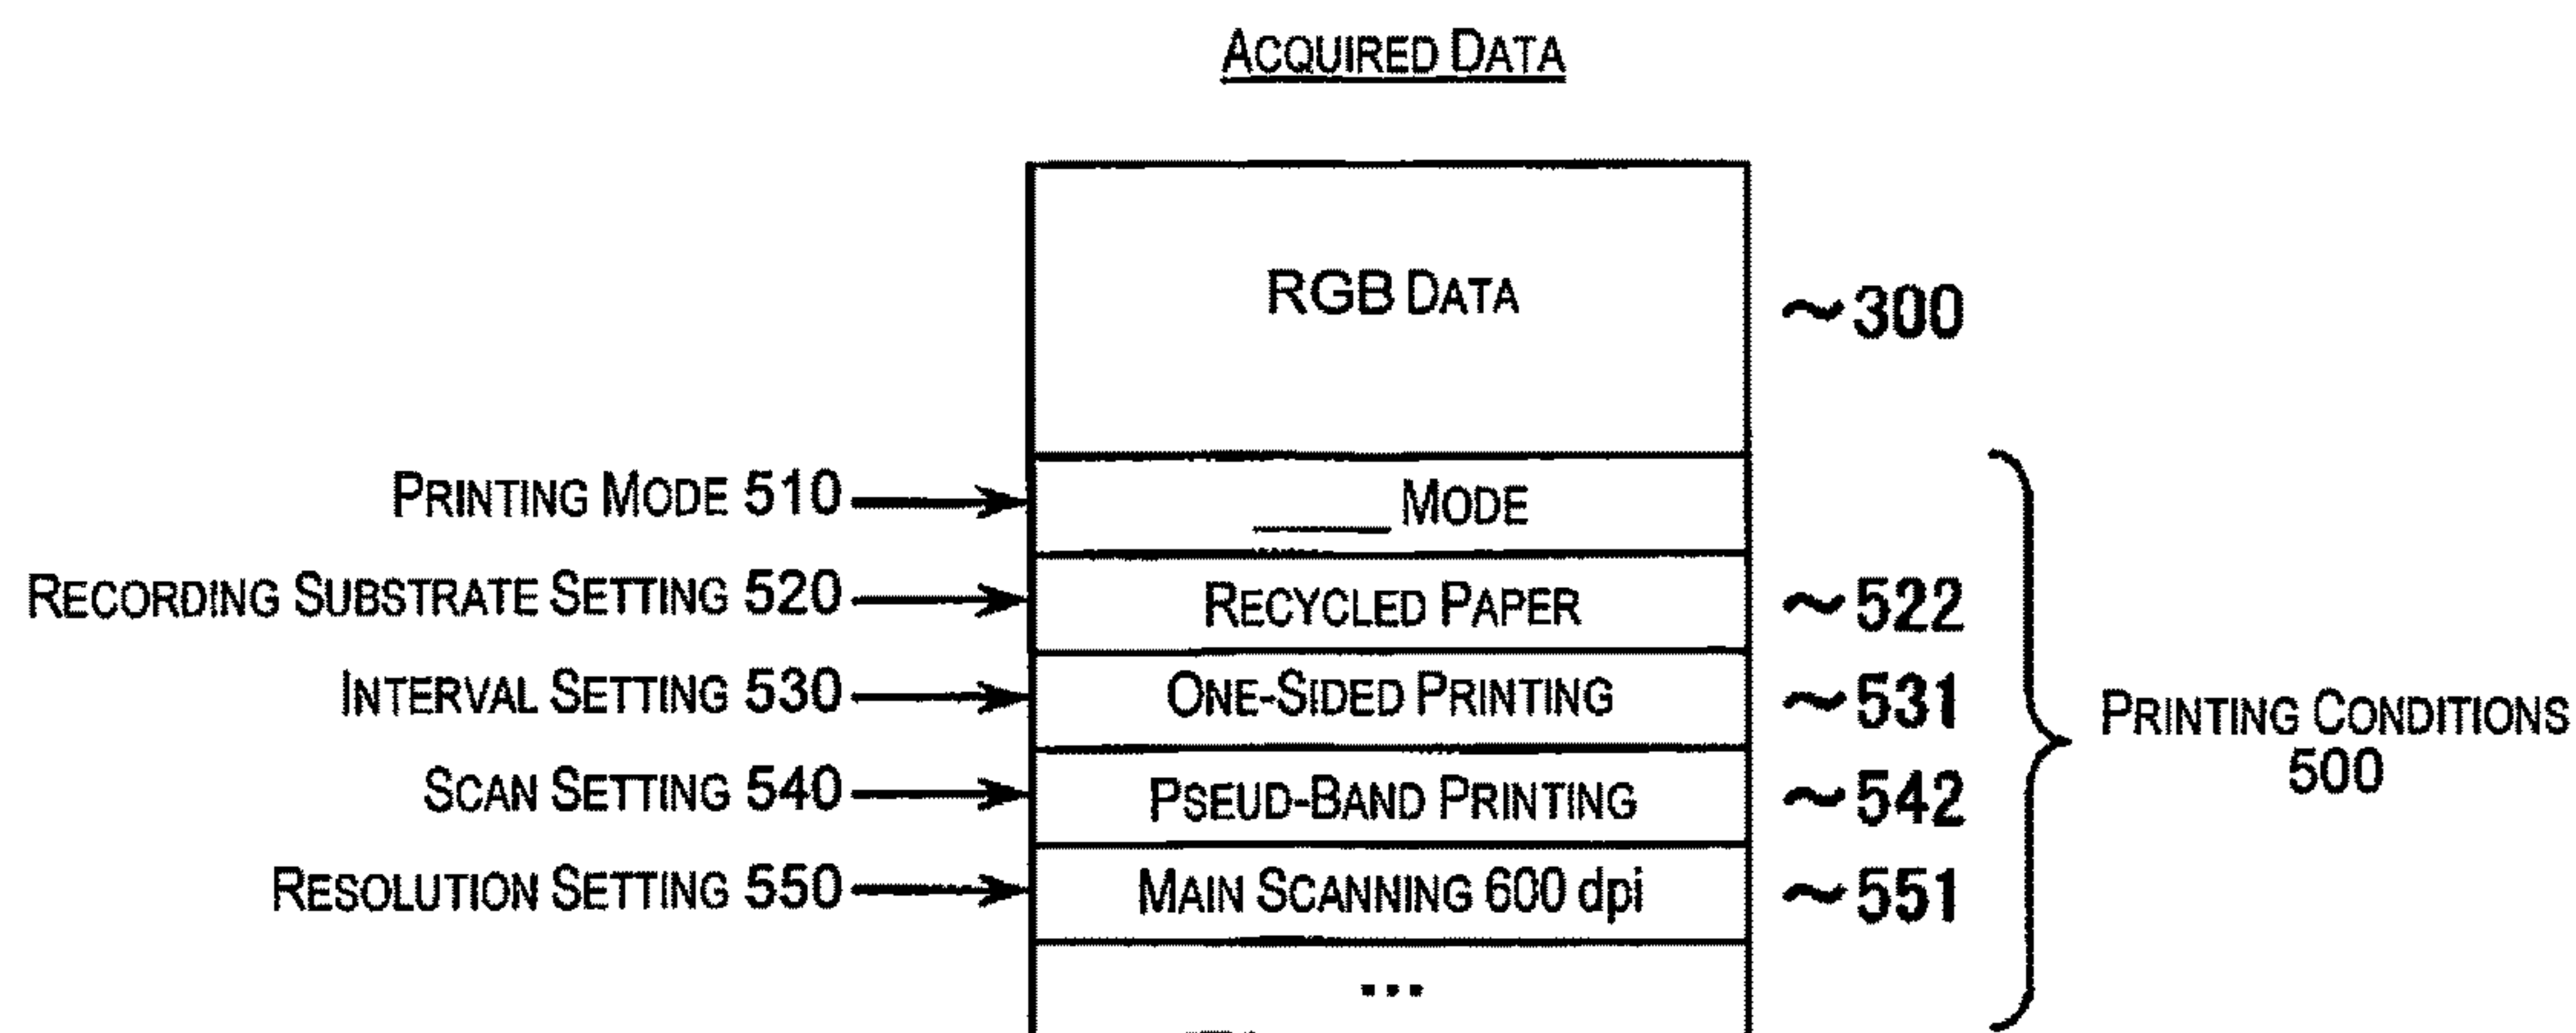 ACQUIRED DATA
RGB DATA
~300
PRINTING MODE 510
____ MODE
RECORDING SUBSTRATE SETTING 520
RECYCLED PAPER
~522
INTERVAL SETTING 530
ONE-SIDED PRINTING
~531
SCAN SETTING 540
PSEUD-BAND PRINTING
~542
RESOLUTION SETTING 550
MAIN SCANNING 600 dpi
~551
...
PRINTING CONDITIONS
500